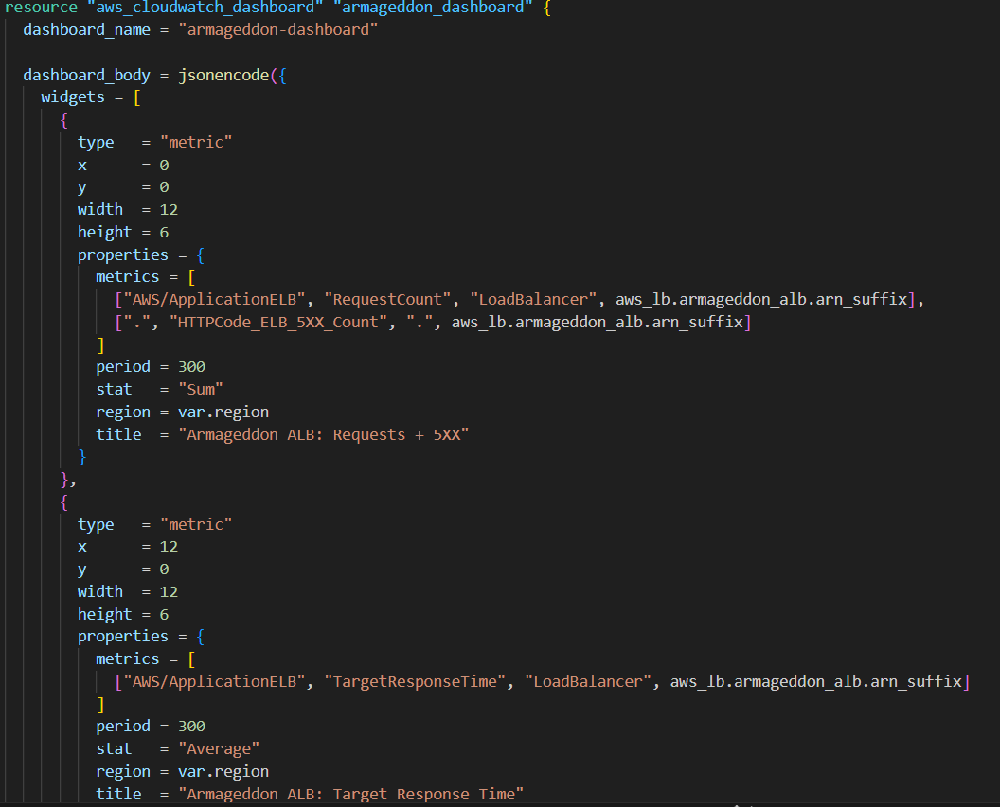 resource "aws_cloudwatch_dashboard" "armageddon_dashboard" {
  dashboard_name = "armageddon-dashboard"

  dashboard_body = jsonencode({
    widgets = [
      {
        type   = "metric"
        x      = 0
        y      = 0
        width  = 12
        height = 6
        properties = {
          metrics = [
            ["AWS/ApplicationELB", "RequestCount", "LoadBalancer", aws_lb.armageddon_alb.arn_suffix],
            [".", "HTTPCode_ELB_5XX_Count", ".", aws_lb.armageddon_alb.arn_suffix]
          ]
          period = 300
          stat   = "Sum"
          region = var.region
          title  = "Armageddon ALB: Requests + 5XX"
        }
      },
      {
        type   = "metric"
        x      = 12
        y      = 0
        width  = 12
        height = 6
        properties = {
          metrics = [
            ["AWS/ApplicationELB", "TargetResponseTime", "LoadBalancer", aws_lb.armageddon_alb.arn_suffix]
          ]
          period = 300
          stat   = "Average"
          region = var.region
          title  = "Armageddon ALB: Target Response Time"